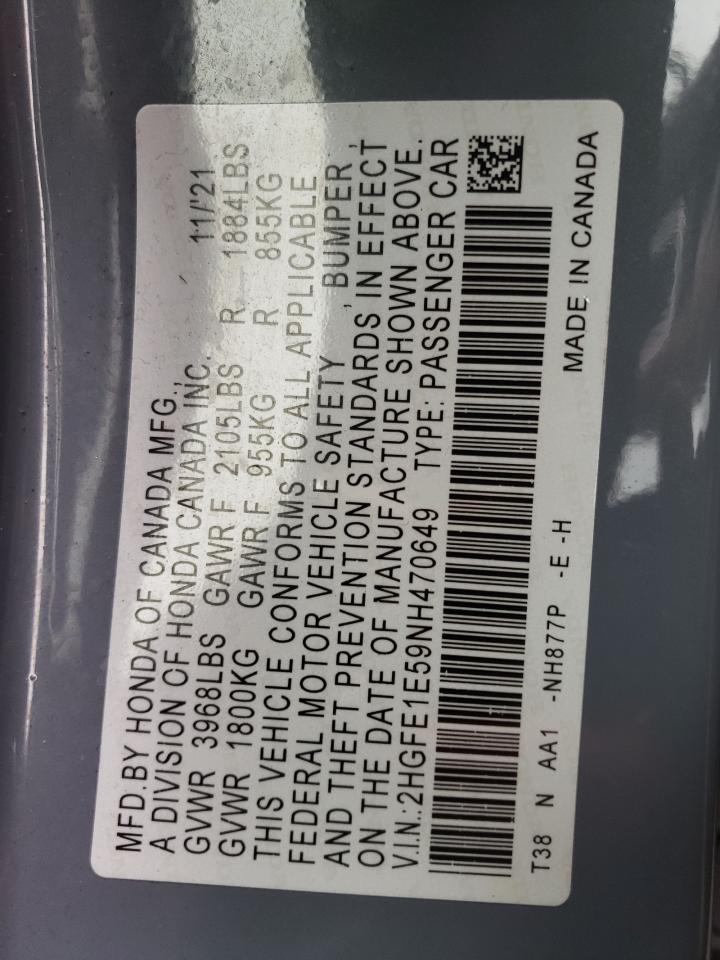 MFD.BY HONDA OF CANADA MFG.,
A DIVISION OF HONDA CANADA INC. 11/'21
GVWR 3968LBS GAWR F 2105LBS R 1884LBS
GVWR 1800KG GAWR F 955KG R 855KG
THIS VEHICLE CONFORMS TO ALL APPLICABLE
FEDERAL MOTOR VEHICLE SAFETY , BUMPER ,
AND THEFT PREVENTION STANDARDS IN EFFECT
ON THE DATE OF MANUFACTURE SHOWN ABOVE.
V.I.N.:2HGFE1E59NH470649 TYPE: PASSENGER CAR
T38 N AA1 -NH877P -E -H
MADE IN CANADA